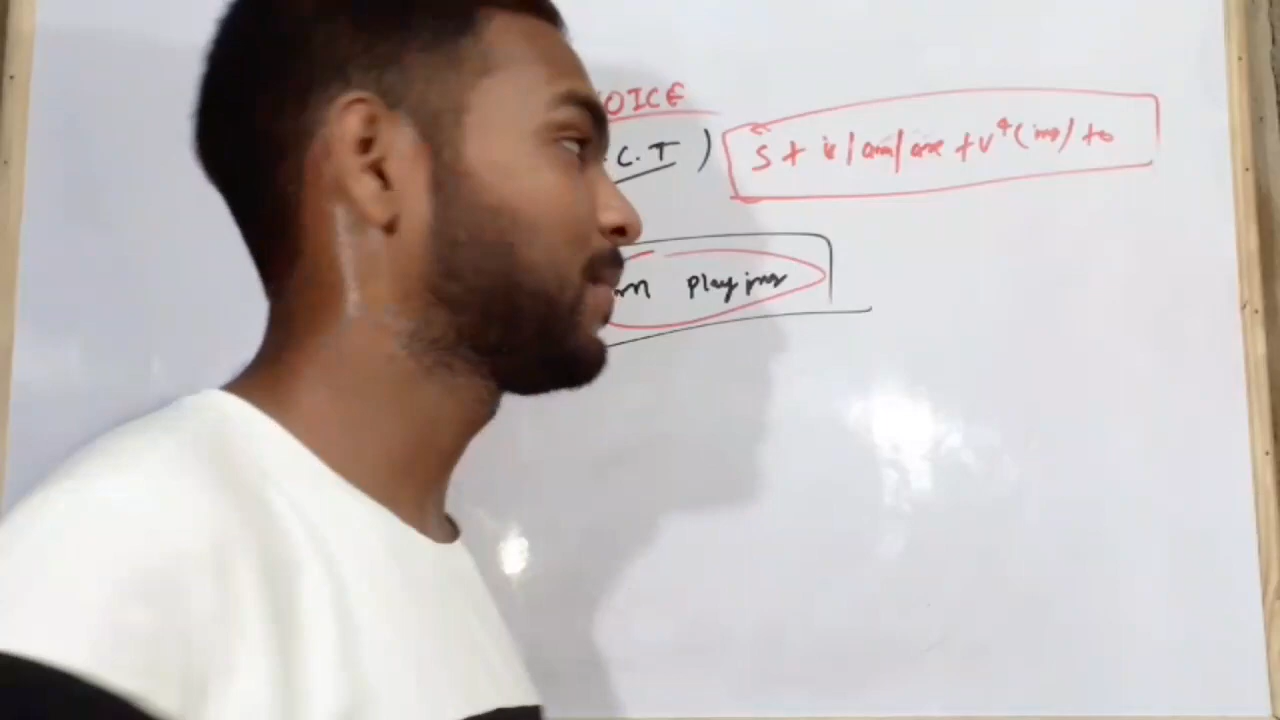 OICE
.C.T ) S + is/am/are + V⁴(ing) + o
m playing